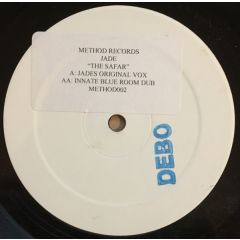 METHOD RECORDS
JADE
"THE SAFAR"
A: JADES ORIGINAL VOX
AA: INNATE BLUE ROOM DUB
METHOD002
DEBO